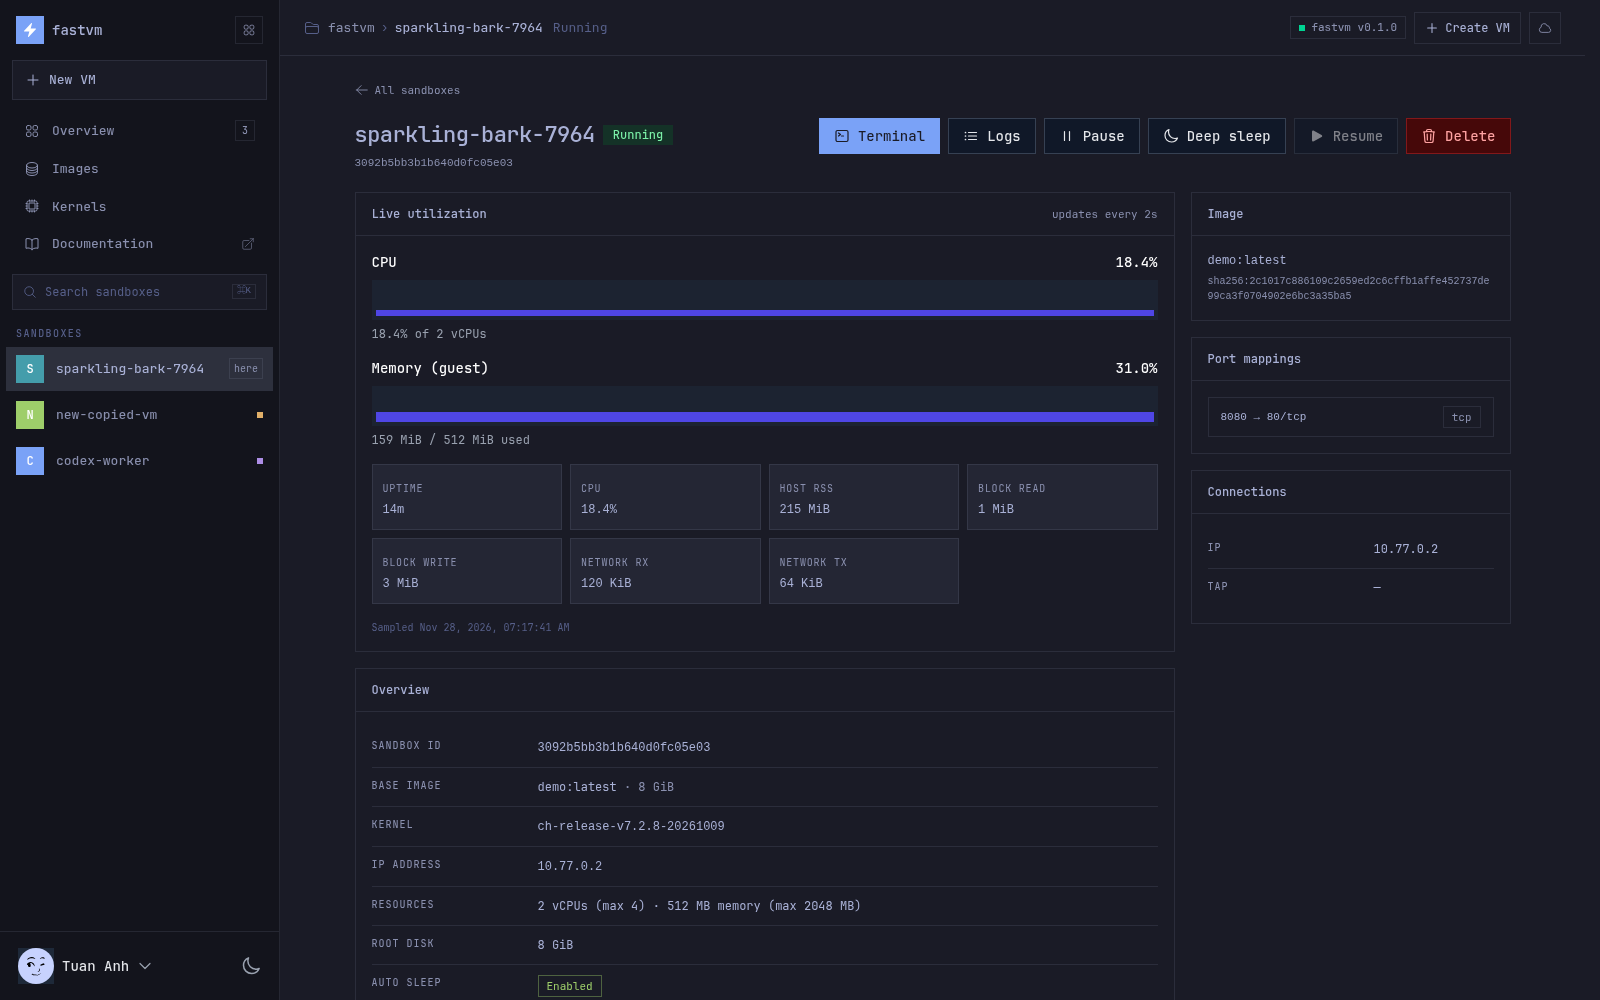 fastvm
New VM
Overview 3
Images
Kernels
Documentation
Search sandboxes ⌘K
SANDBOXES
S sparkling-bark-7964 here
N new-copied-vm
C codex-worker
Tuan Anh
fastvm › sparkling-bark-7964 Running
fastvm v0.1.0
Create VM
All sandboxes
sparkling-bark-7964 Running
3092b5bb3b1b640d0fc05e03
Terminal
Logs
Pause
Deep sleep
Resume
Delete
Live utilization updates every 2s
CPU 18.4%
18.4% of 2 vCPUs
Memory (guest) 31.0%
159 MiB / 512 MiB used
UPTIME
14m
CPU
18.4%
HOST RSS
215 MiB
BLOCK READ
1 MiB
BLOCK WRITE
3 MiB
NETWORK RX
120 KiB
NETWORK TX
64 KiB
Sampled Nov 28, 2026, 07:17:41 AM
Overview
SANDBOX ID 3092b5bb3b1b640d0fc05e03
BASE IMAGE demo:latest · 8 GiB
KERNEL ch-release-v7.2.8-20261009
IP ADDRESS 10.77.0.2
RESOURCES 2 vCPUs (max 4) · 512 MB memory (max 2048 MB)
ROOT DISK 8 GiB
AUTO SLEEP Enabled
Image
demo:latest
sha256:2c1017c886109c2659ed2c6cffb1affe452737de
99ca3f0704902e6bc3a35ba5
Port mappings
8080 → 80/tcp tcp
Connections
IP 10.77.0.2
TAP —